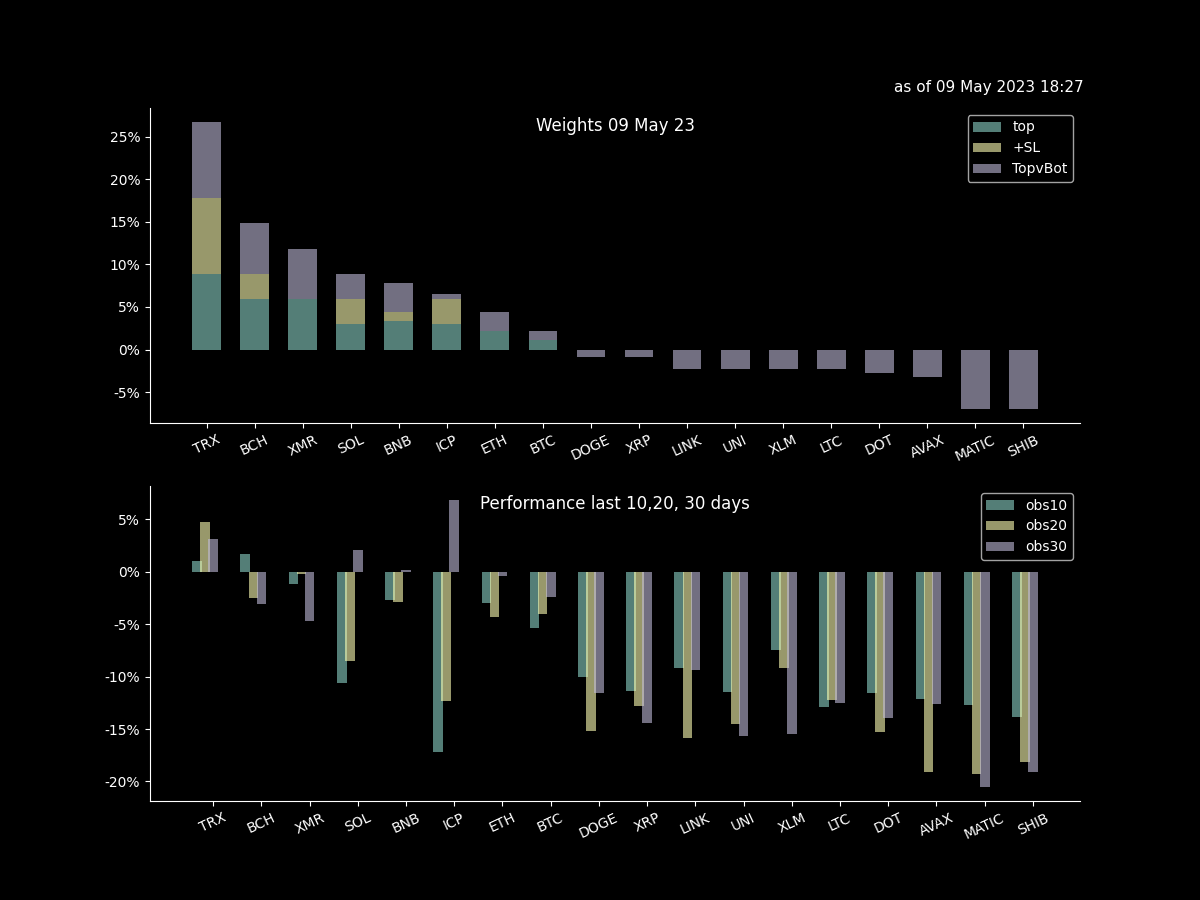 as of 09 May 2023 18:27
Weights 09 May 23
top
+SL
TopvBot
25%
20%
15%
10%
5%
0%
-5%
TRX BCH XMR SOL BNB ICP ETH BTC DOGE XRP LINK UNI XLM LTC DOT AVAX MATIC SHIB
Performance last 10,20, 30 days
obs10
obs20
obs30
5%
0%
-5%
-10%
-15%
-20%
TRX BCH XMR SOL BNB ICP ETH BTC DOGE XRP LINK UNI XLM LTC DOT AVAX MATIC SHIB